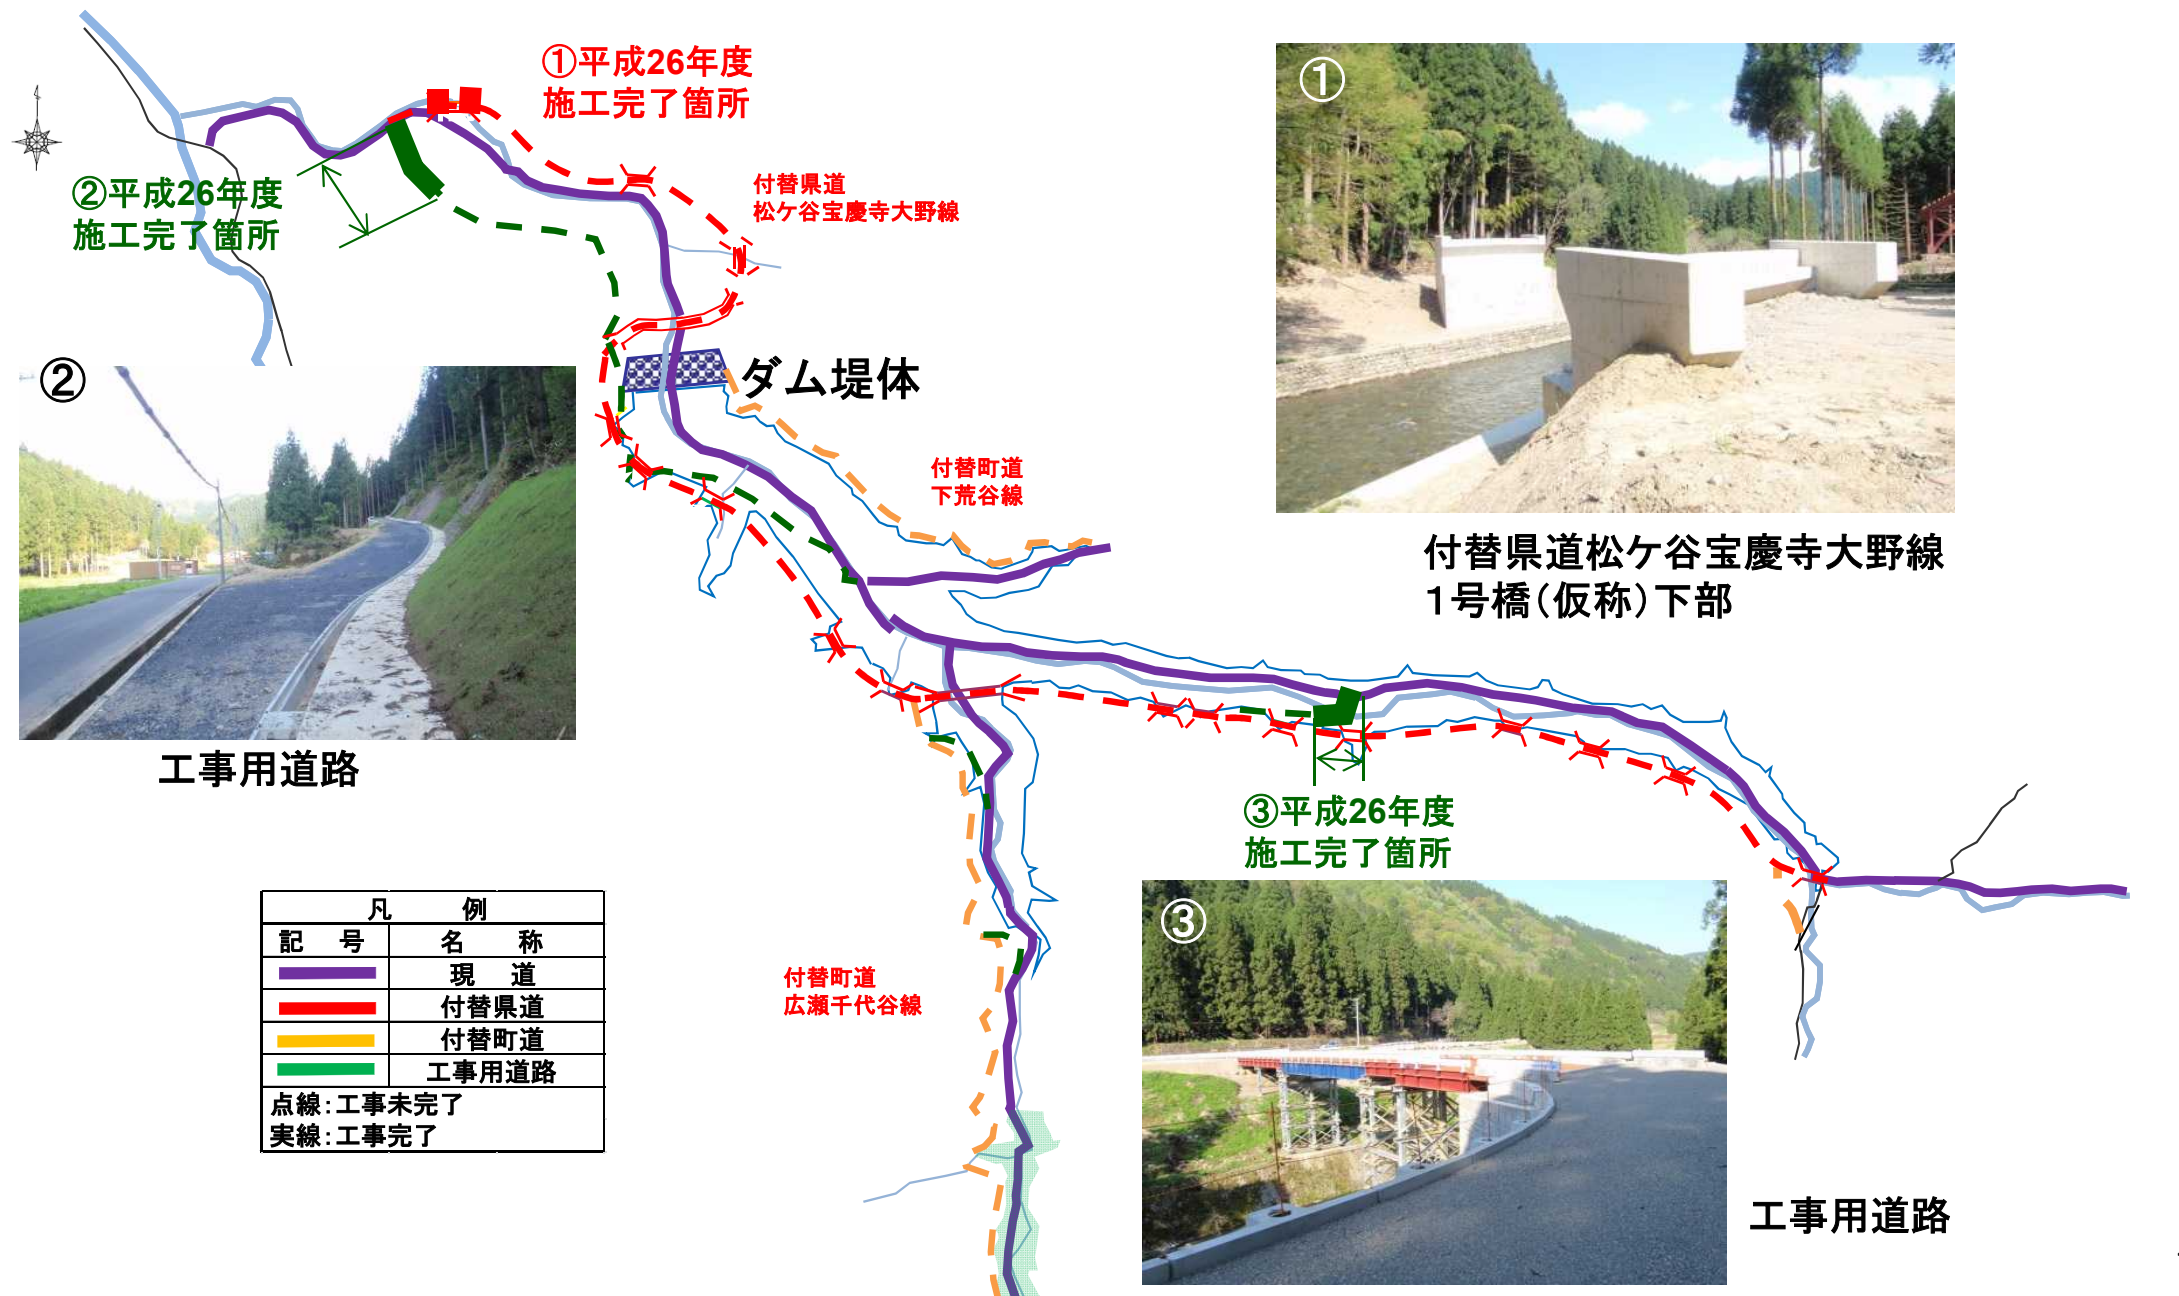 ①平成26年度
施工完了箇所
①
②平成26年度
施工完了箇所
付替県道
松ケ谷宝慶寺大野線
ダム堤体
②
付替町道
下荒谷線
付替県道松ケ谷宝慶寺大野線
1号橋(仮称)下部
工事用道路
③平成26年度
施工完了箇所
凡 例
記 号 名 称
現 道
付替県道
付替町道
工事用道路
点線:工事未完了
実線:工事完了
付替町道
広瀬千代谷線
③
工事用道路